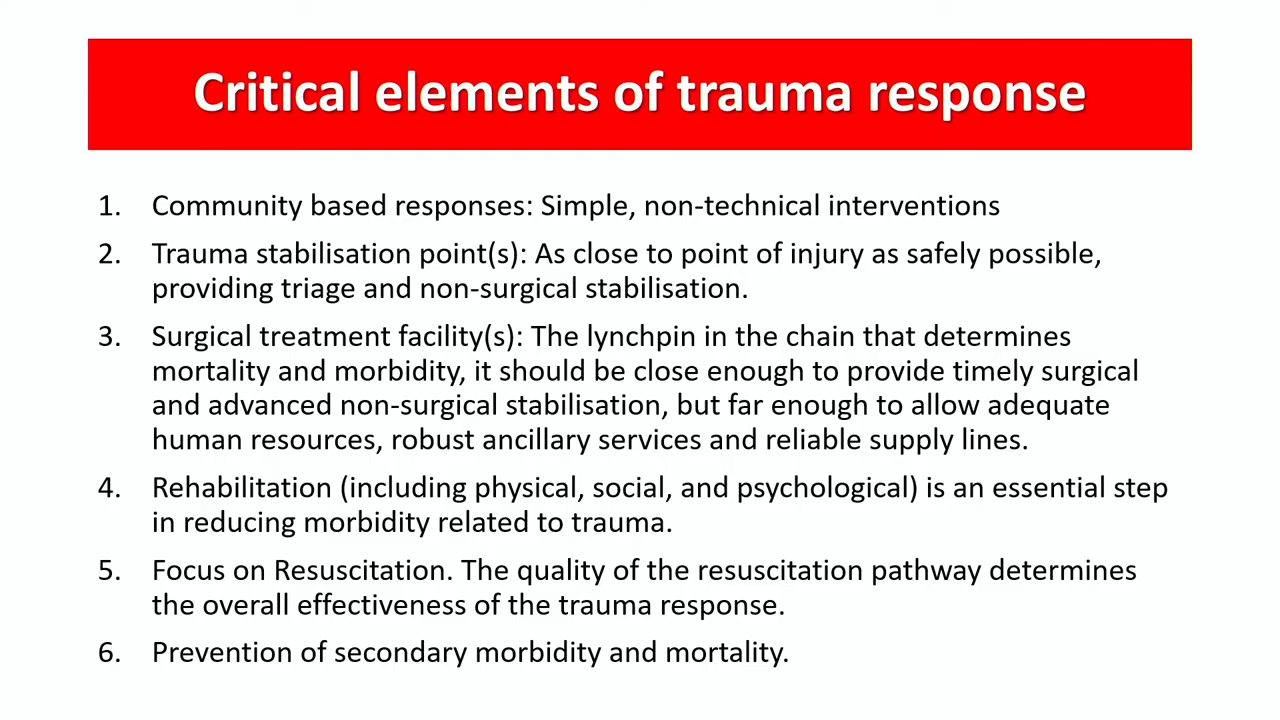 Critical elements of trauma response
1. Community based responses: Simple, non-technical interventions
2. Trauma stabilisation point(s): As close to point of injury as safely possible,
providing triage and non-surgical stabilisation.
3. Surgical treatment facility(s): The lynchpin in the chain that determines
mortality and morbidity, it should be close enough to provide timely surgical
and advanced non-surgical stabilisation, but far enough to allow adequate
human resources, robust ancillary services and reliable supply lines.
4. Rehabilitation (including physical, social, and psychological) is an essential step
in reducing morbidity related to trauma.
5. Focus on Resuscitation. The quality of the resuscitation pathway determines
the overall effectiveness of the trauma response.
6. Prevention of secondary morbidity and mortality.